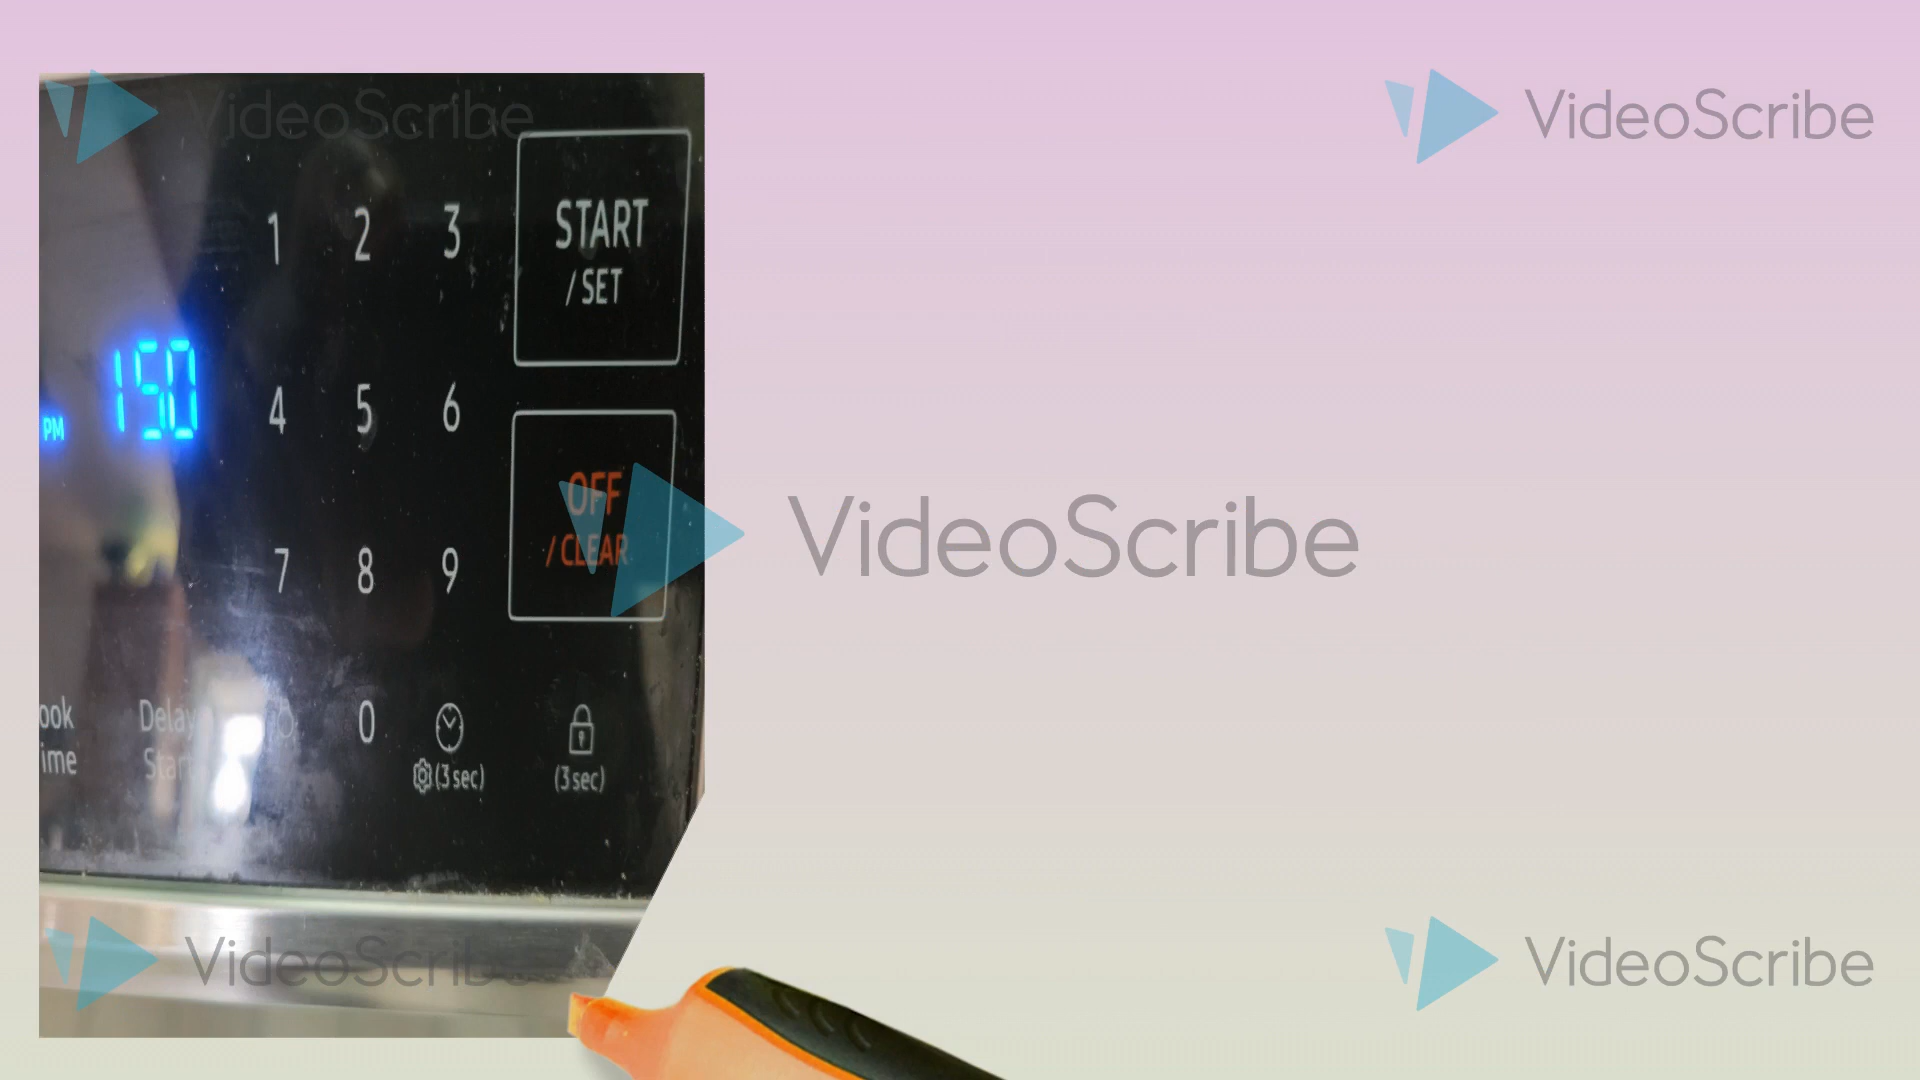 VideoScribe
VideoScribe
1 2 3
START
/ SET
150
PM
4 5 6
OFF
/ CLEAR
VideoScribe
7 8 9
ook
ime
Delay
Start
0
(3 sec)
(3 sec)
VideoScribe
VideoScribe